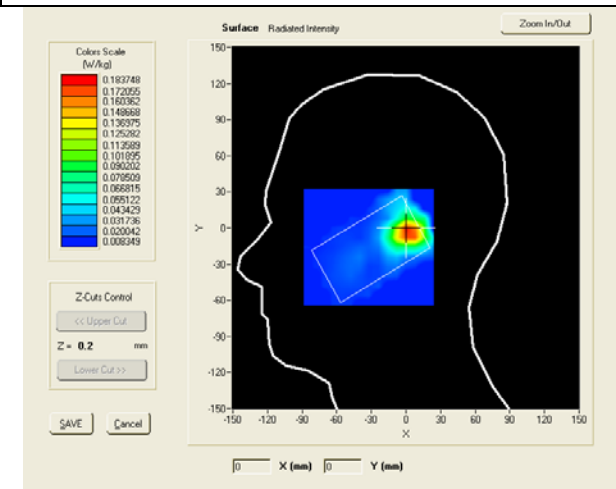 Surface Radiated Intensity
Zoom In/Out
Colors Scale
(W/kg)
0.183748
0.172055
0.160362
0.148668
0.136975
0.125282
0.113589
0.101895
0.090202
0.078509
0.066815
0.055122
0.043429
0.031736
0.020042
0.008349
Z-Cuts Control
<< Upper Cut
Z = 0.2 mm
Lower Cut >>
SAVE Cancel
150
120
90
60
30
0
-30
-60
-90
-120
-150
Y
-150 -120 -90 -60 -30 0 30 60 90 120 150
X
0 X (mm) 0 Y (mm)